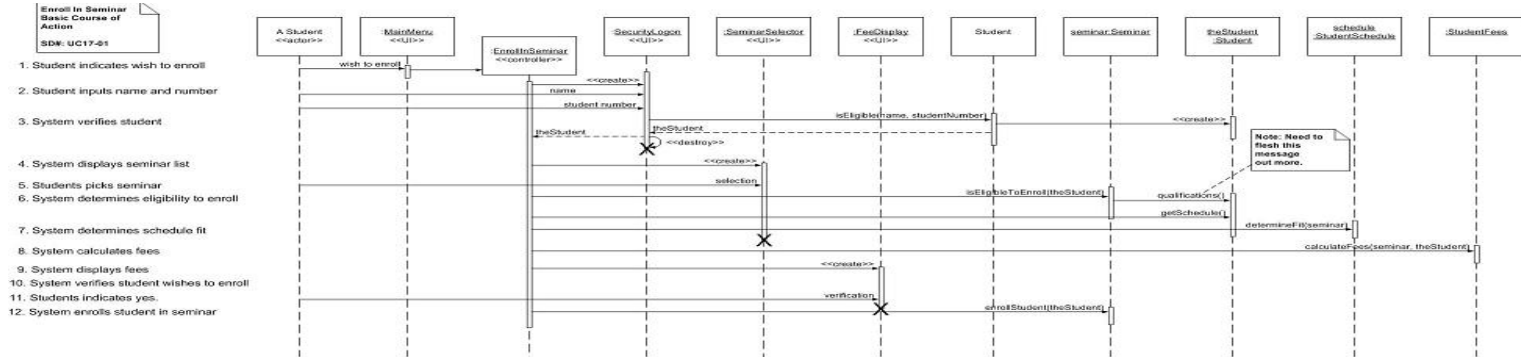 Enroll In Seminar
Basic Course of
Action
SD#: UC17-01
A Student
<<actor>>
:MainMenu
<<UI>>
:EnrollInSeminar
<<controller>>
:SecurityLogon
<<UI>>
:SeminarSelector
<<UI>>
:FeeDisplay
<<UI>>
Student
seminar:Seminar
theStudent
:Student
schedule
:StudentSchedule
:StudentFees
1. Student indicates wish to enroll
wish to enroll
<<create>>
2. Student inputs name and number
name
student number
3. System verifies student
isEligible(name, studentNumber)
<<create>>
theStudent
theStudent
<<destroy>>
Note: Need to
flesh this
message
out more.
4. System displays seminar list
<<create>>
5. Students picks seminar
selection
6. System determines eligibility to enroll
isEligibleToEnroll(theStudent)
qualifications()
getSchedule()
7. System determines schedule fit
determineFit(seminar)
8. System calculates fees
calculateFees(seminar, theStudent)
9. System displays fees
<<create>>
10. System verifies student wishes to enroll
11. Students indicates yes.
verification
12. System enrolls student in seminar
enrollStudent(theStudent)